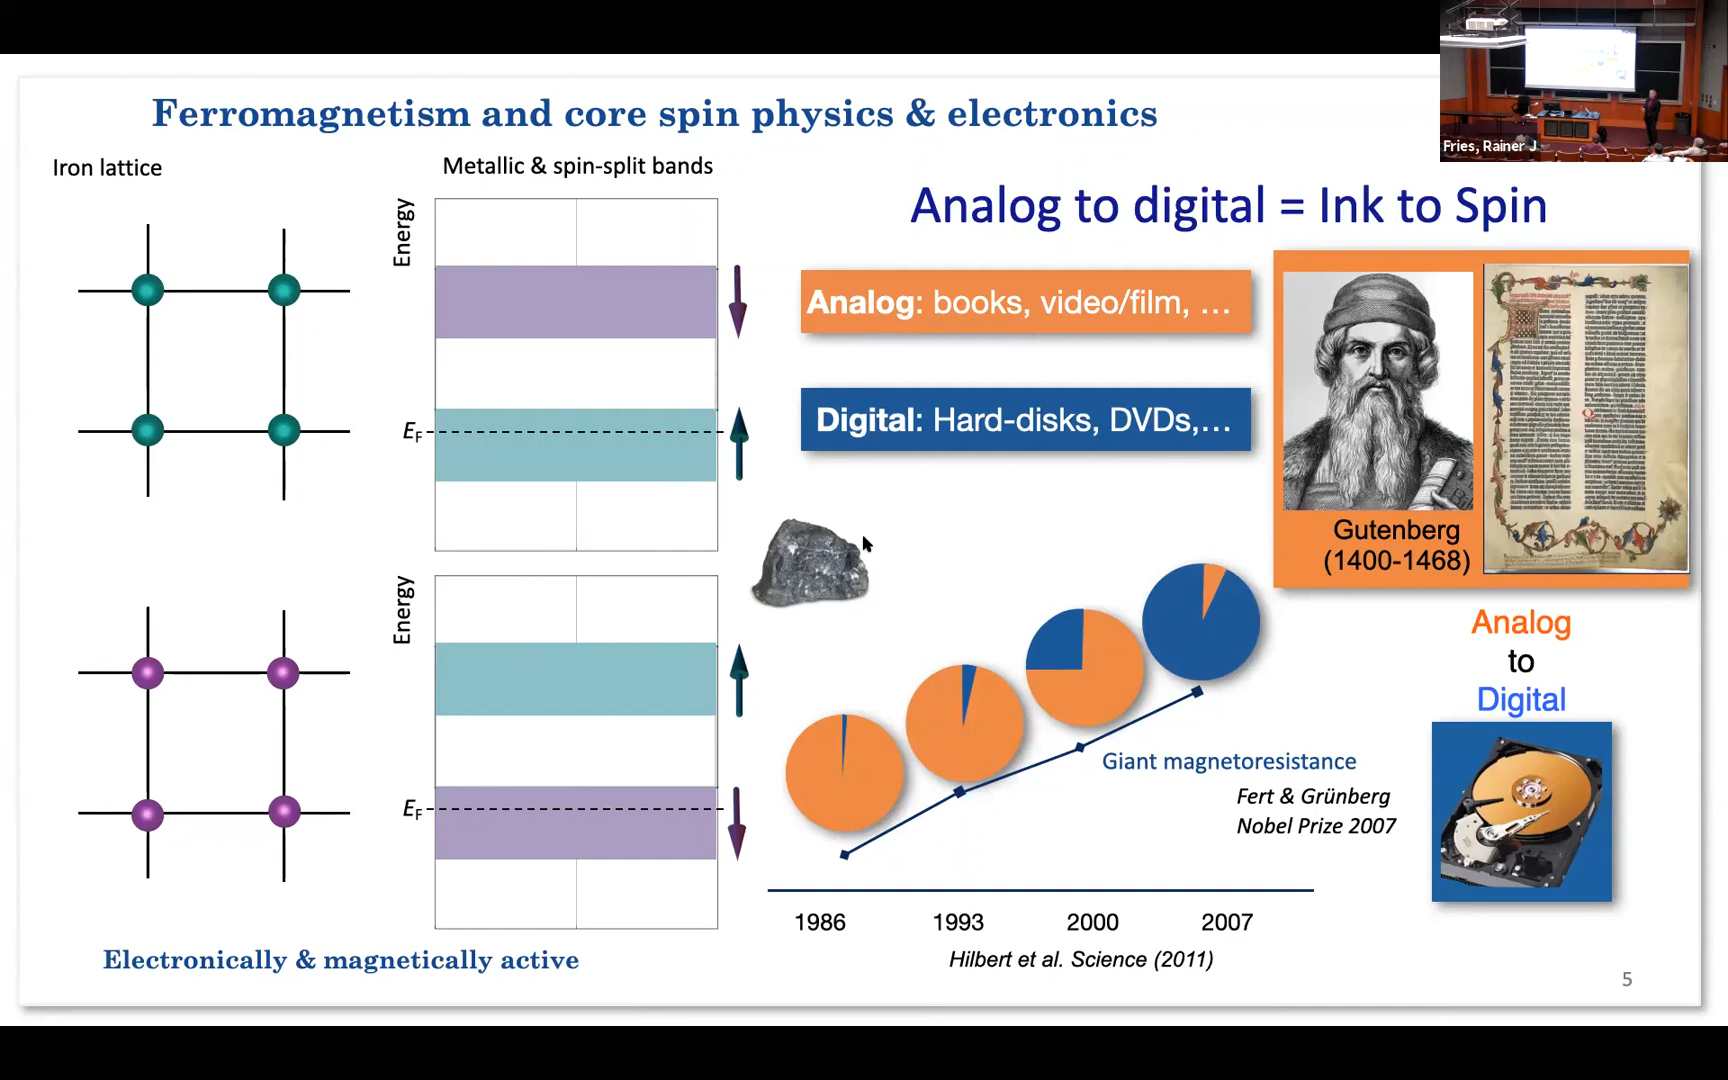 Ferromagnetism and core spin physics & electronics
Fries, Rainer J
Iron lattice
Metallic & spin-split bands
Energy
E_F
Energy
E_F
Electronically & magnetically active
Analog to digital = Ink to Spin
Analog: books, video/film, …
Digital: Hard-disks, DVDs,…
Gutenberg
(1400-1468)
Analog
to
Digital
Giant magnetoresistance
Fert & Grünberg
Nobel Prize 2007
1986 1993 2000 2007
Hilbert et al. Science (2011)
5